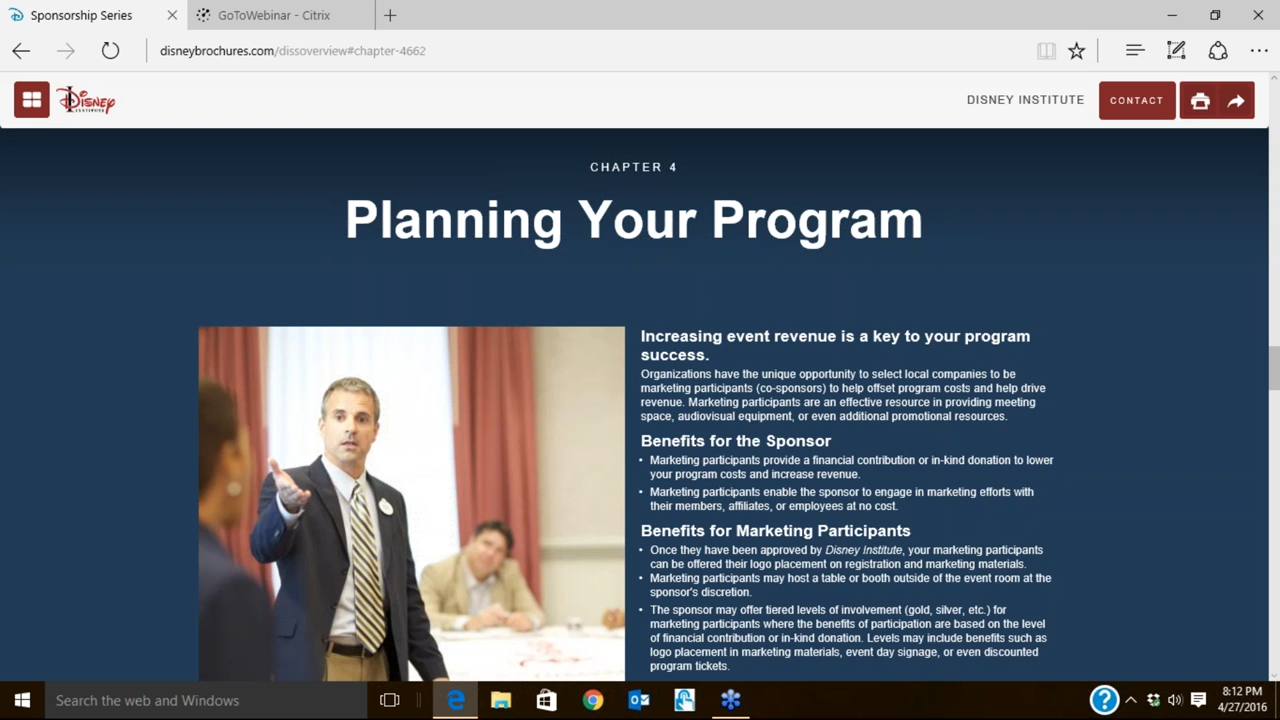 Sponsorship Series
GoToWebinar - Citrix
disneybrochures.com/dissoverview#chapter-4662
Disney
INSTITUTE
DISNEY INSTITUTE
CONTACT
CHAPTER 4
Planning Your Program
Increasing event revenue is a key to your program
success.
Organizations have the unique opportunity to select local companies to be
marketing participants (co-sponsors) to help offset program costs and help drive
revenue. Marketing participants are an effective resource in providing meeting
space, audiovisual equipment, or even additional promotional resources.
Benefits for the Sponsor
• Marketing participants provide a financial contribution or in-kind donation to lower
your program costs and increase revenue.
• Marketing participants enable the sponsor to engage in marketing efforts with
their members, affiliates, or employees at no cost.
Benefits for Marketing Participants
• Once they have been approved by Disney Institute, your marketing participants
can be offered their logo placement on registration and marketing materials.
• Marketing participants may host a table or booth outside of the event room at the
sponsor's discretion.
• The sponsor may offer tiered levels of involvement (gold, silver, etc.) for
marketing participants where the benefits of participation are based on the level
of financial contribution or in-kind donation. Levels may include benefits such as
logo placement in marketing materials, event day signage, or even discounted
program tickets.
Search the web and Windows
8:12 PM
4/27/2016